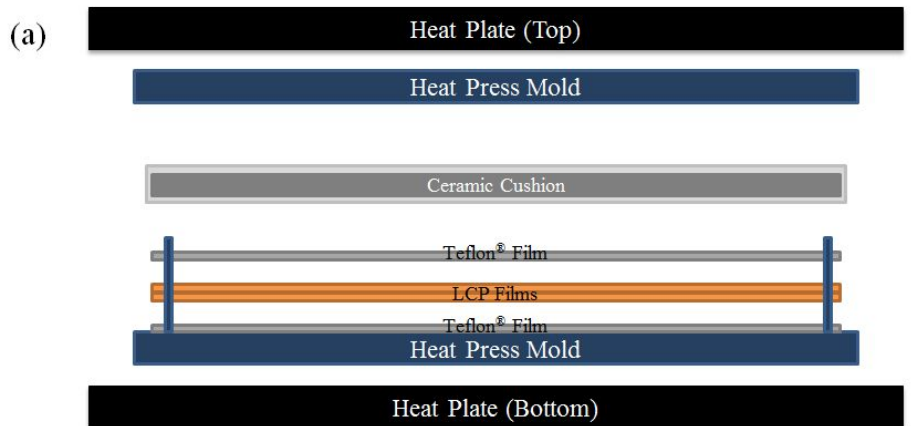 (a)
Heat Plate (Top)
Heat Press Mold
Ceramic Cushion
Teflon® Film
LCP Films
Teflon® Film
Heat Press Mold
Heat Plate (Bottom)